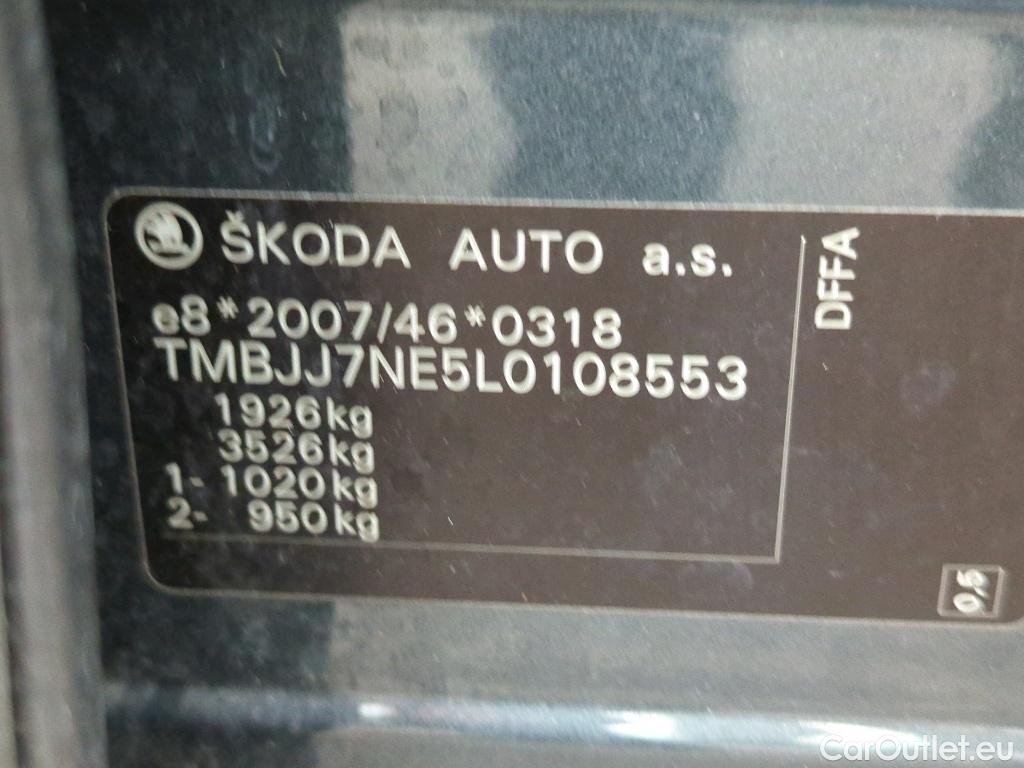 ŠKODA AUTO a.s.
e8*2007/46*0318
TMBJJ7NE5L0108553
1926kg
3526kg
1- 1020kg
2- 950kg
DFFA
0,5
CarOutlet.eu